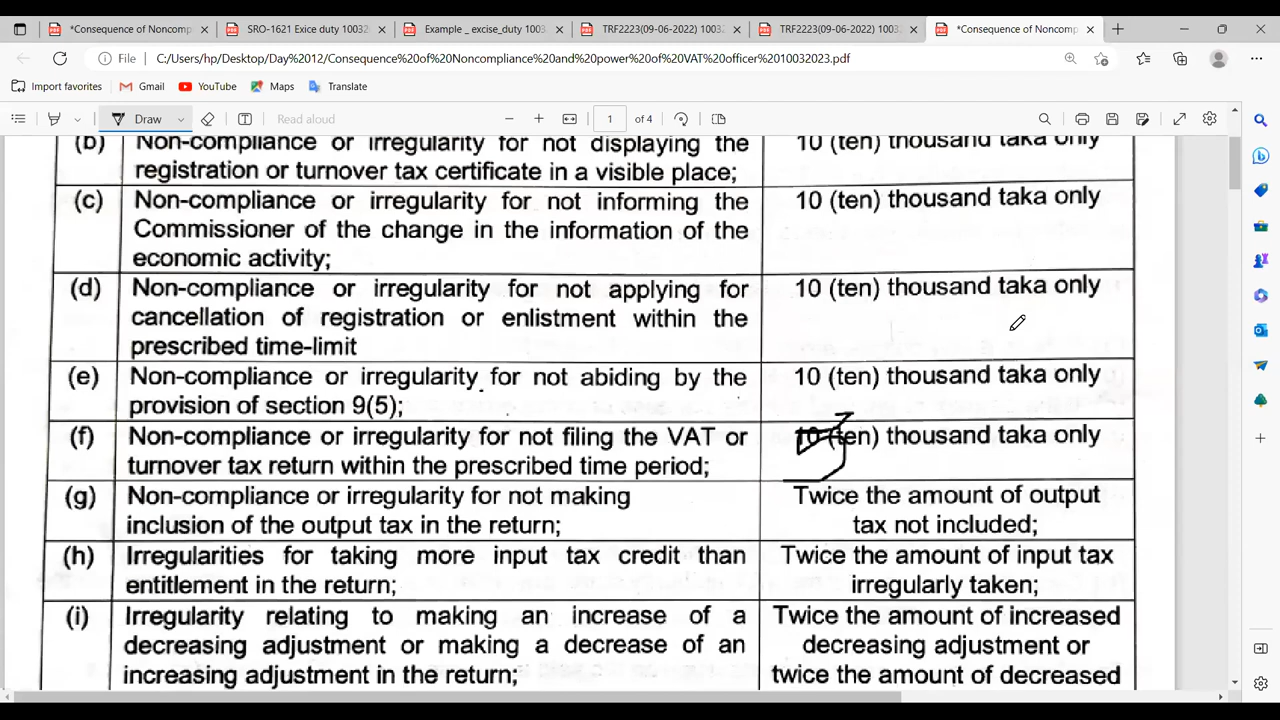 *Consequence of Noncomp
SRO-1621 Exice duty 10032
Example _ excise_duty 1003
TRF2223(09-06-2022) 10032
TRF2223(09-06-2022) 10032
*Consequence of Noncomp
File
C:/Users/hp/Desktop/Day%2012/Consequence%20of%20Noncompliance%20and%20power%20of%20VAT%20officer%2010032023.pdf
Import favorites
Gmail
YouTube
Maps
Translate
Draw
Read aloud
1
of 4
(b) Non-compliance or irregularity for not displaying the 10 (ten) thousand taka only
registration or turnover tax certificate in a visible place;
(c) Non-compliance or irregularity for not informing the 10 (ten) thousand taka only
Commissioner of the change in the information of the
economic activity;
(d) Non-compliance or irregularity for not applying for 10 (ten) thousand taka only
cancellation of registration or enlistment within the
prescribed time-limit
(e) Non-compliance or irregularity for not abiding by the 10 (ten) thousand taka only
provision of section 9(5);
(f) Non-compliance or irregularity for not filing the VAT or 10 (ten) thousand taka only
turnover tax return within the prescribed time period;
(g) Non-compliance or irregularity for not making Twice the amount of output
inclusion of the output tax in the return; tax not included;
(h) Irregularities for taking more input tax credit than Twice the amount of input tax
entitlement in the return; irregularly taken;
(i) Irregularity relating to making an increase of a Twice the amount of increased
decreasing adjustment or making a decrease of an decreasing adjustment or
increasing adjustment in the return; twice the amount of decreased